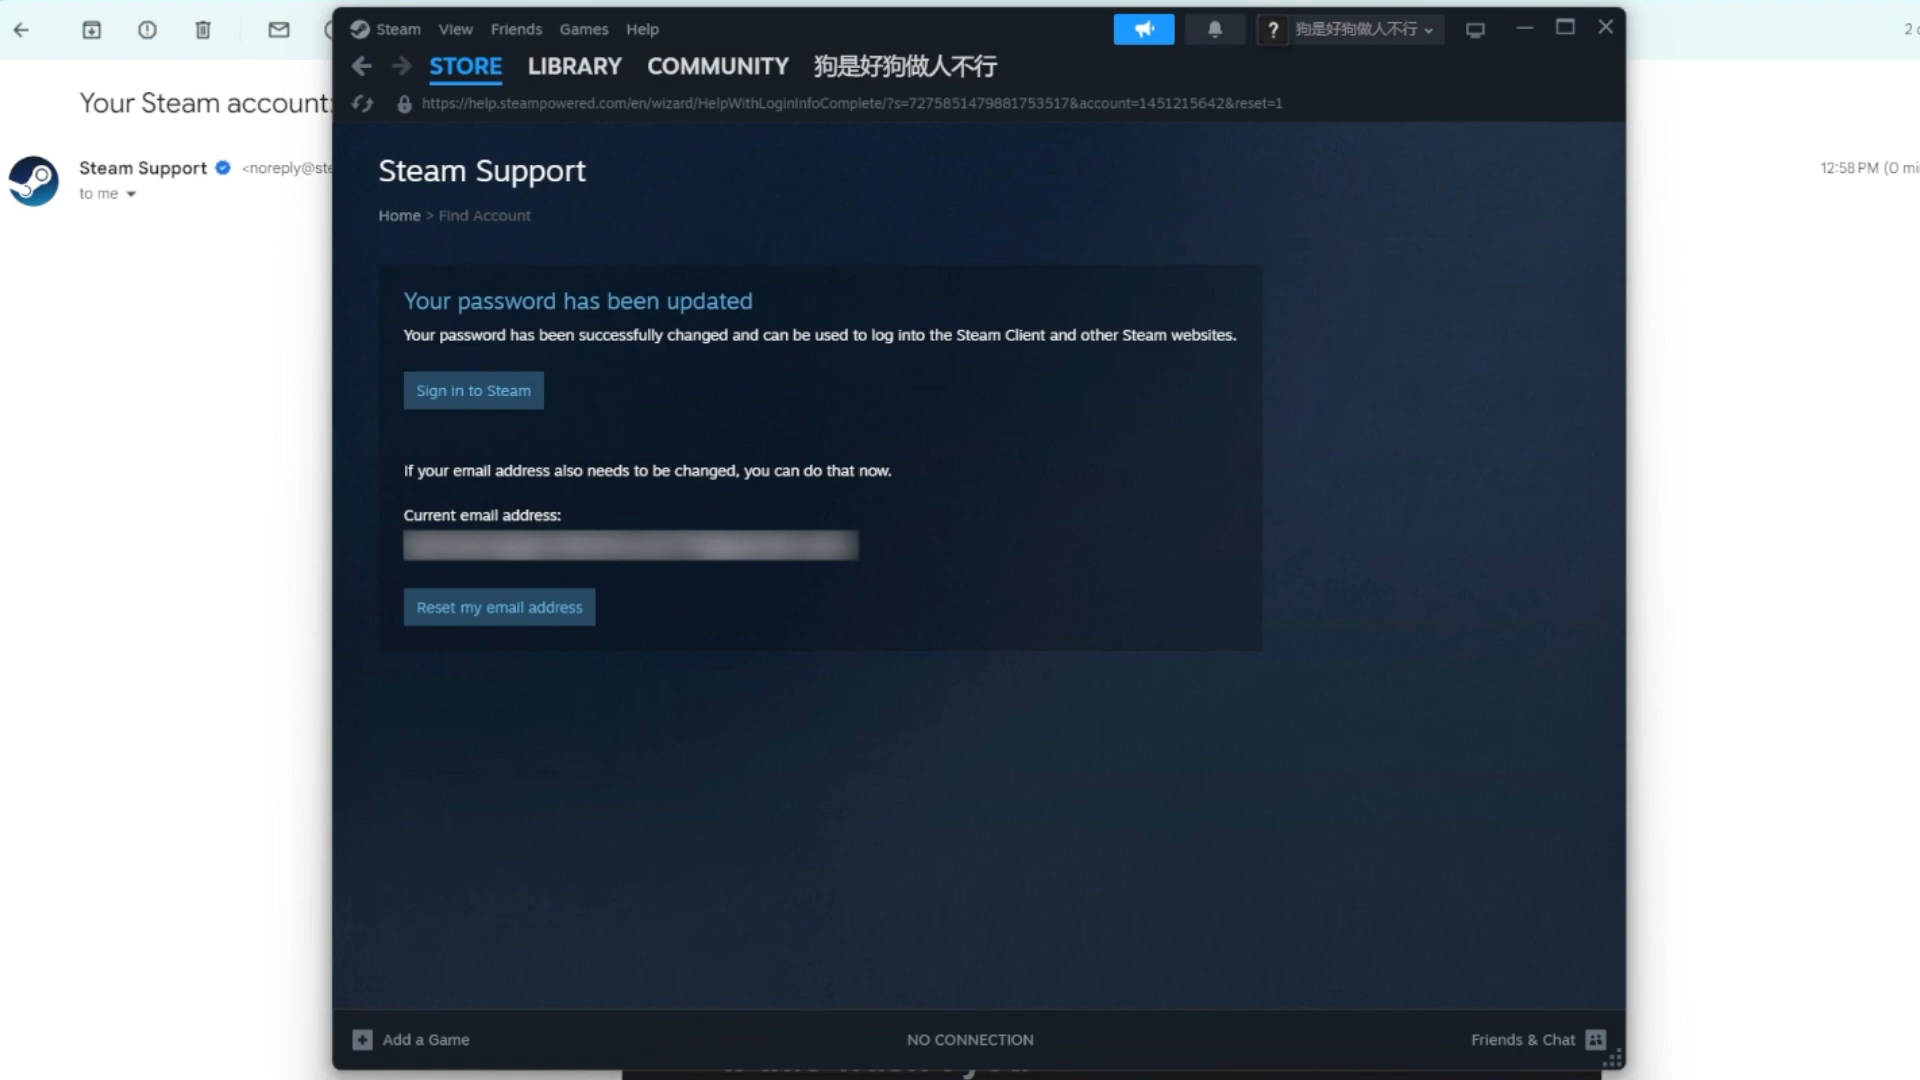 Steam View Friends Games Help
? 狗是好狗做人不行
STORE LIBRARY COMMUNITY 狗是好狗做人不行
https://help.steampowered.com/en/wizard/HelpWithLoginInfoComplete/?s=7275851479881753517&account=1451215642&reset=1
Your Steam account:
Steam Support <noreply@ste
to me
12:58 PM (0 mi
Steam Support
Home > Find Account
Your password has been updated
Your password has been successfully changed and can be used to log into the Steam Client and other Steam websites.
Sign in to Steam
If your email address also needs to be changed, you can do that now.
Current email address:
Reset my email address
Add a Game
NO CONNECTION
Friends & Chat